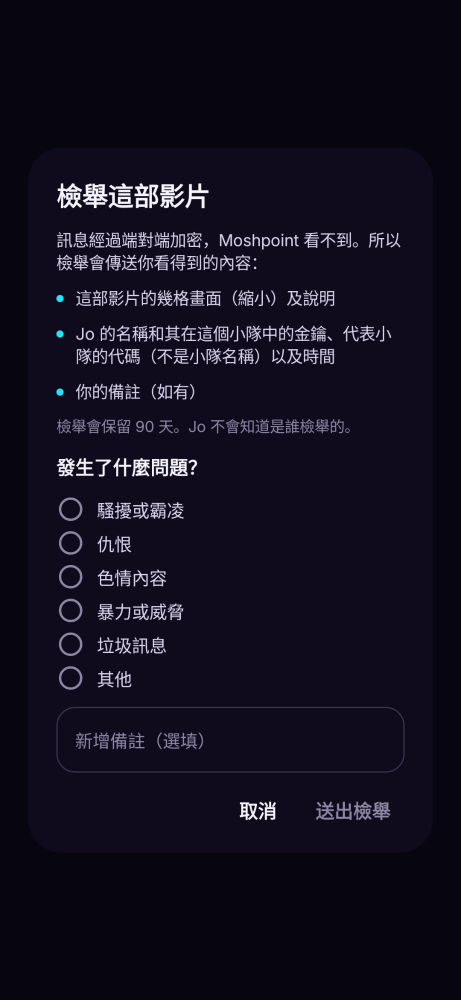 檢舉這部影片
訊息經過端對端加密，Moshpoint 看不到。所以
檢舉會傳送你看得到的內容：
這部影片的幾格畫面（縮小）及說明
Jo 的名稱和其在這個小隊中的金鑰、代表小
隊的代碼（不是小隊名稱）以及時間
你的備註（如有）
檢舉會保留 90 天。Jo 不會知道是誰檢舉的。
發生了什麼問題？
騷擾或霸凌
仇恨
色情內容
暴力或威脅
垃圾訊息
其他
新增備註（選填）
取消
送出檢舉